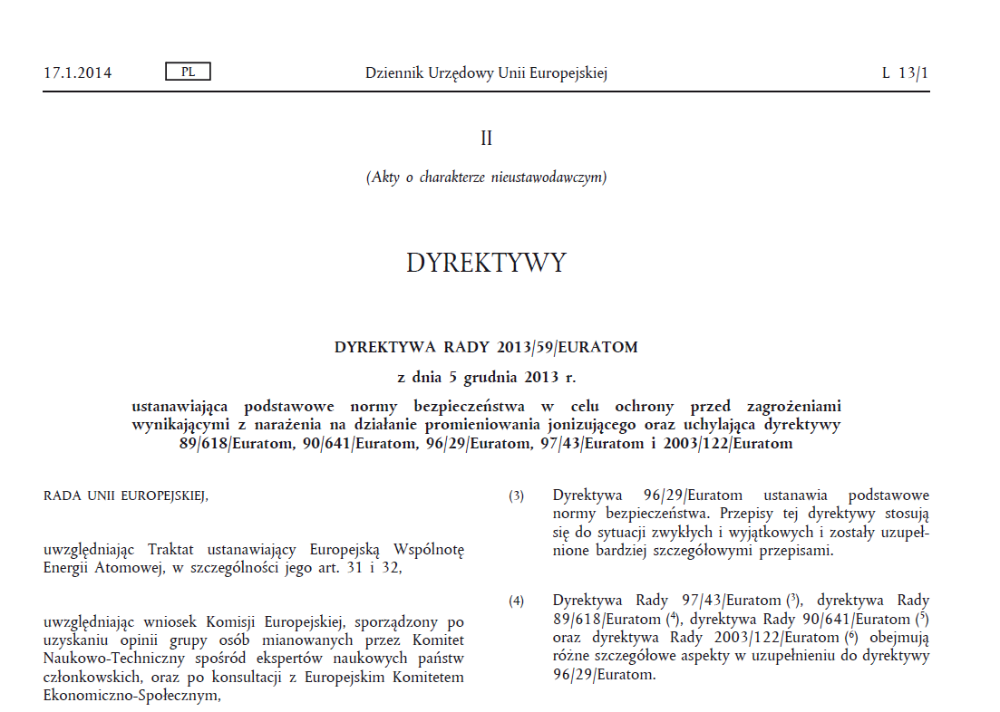 17.1.2014 PL Dziennik Urzędowy Unii Europejskiej L 13/1
II
(Akty o charakterze nieustawodawczym)
DYREKTYWY
DYREKTYWA RADY 2013/59/EURATOM
z dnia 5 grudnia 2013 r.
ustanawiająca podstawowe normy bezpieczeństwa w celu ochrony przed zagrożeniami
wynikającymi z narażenia na działanie promieniowania jonizującego oraz uchylająca dyrektywy
89/618/Euratom, 90/641/Euratom, 96/29/Euratom, 97/43/Euratom i 2003/122/Euratom
RADA UNII EUROPEJSKIEJ,
uwzględniając Traktat ustanawiający Europejską Wspólnotę
Energii Atomowej, w szczególności jego art. 31 i 32,
uwzględniając wniosek Komisji Europejskiej, sporządzony po
uzyskaniu opinii grupy osób mianowanych przez Komitet
Naukowo-Techniczny spośród ekspertów naukowych państw
członkowskich, oraz po konsultacji z Europejskim Komitetem
Ekonomiczno-Społecznym,
(3) Dyrektywa 96/29/Euratom ustanawia podstawowe
normy bezpieczeństwa. Przepisy tej dyrektywy stosują
się do sytuacji zwykłych i wyjątkowych i zostały uzupeł-
nione bardziej szczegółowymi przepisami.
(4) Dyrektywa Rady 97/43/Euratom (³), dyrektywa Rady
89/618/Euratom (⁴), dyrektywa Rady 90/641/Euratom (⁵)
oraz dyrektywa Rady 2003/122/Euratom (⁶) obejmują
różne szczegółowe aspekty w uzupełnieniu do dyrektywy
96/29/Euratom.